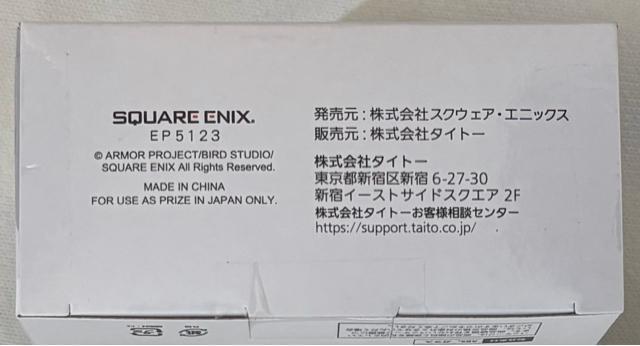 SQUARE ENIX.
EP5123
© ARMOR PROJECT/BIRD STUDIO/
SQUARE ENIX All Rights Reserved.
MADE IN CHINA
FOR USE AS PRIZE IN JAPAN ONLY.
発売元：株式会社スクウェア・エニックス
販売元：株式会社タイトー
株式会社タイトー
東京都新宿区新宿 6-27-30
新宿イーストサイドスクエア 2F
株式会社タイトーお客様相談センター
https://support.taito.co.jp/